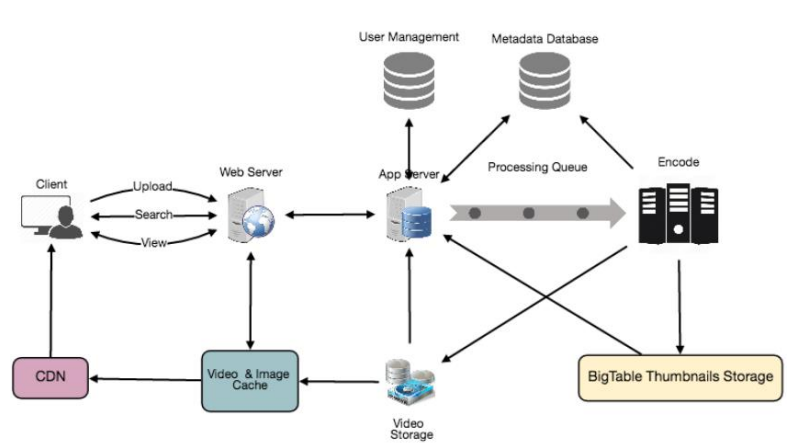 User Management
Metadata Database
Client
Upload
Search
View
Web Server
App Server
Processing Queue
Encode
CDN
Video & Image
Cache
Video
Storage
BigTable Thumbnails Storage